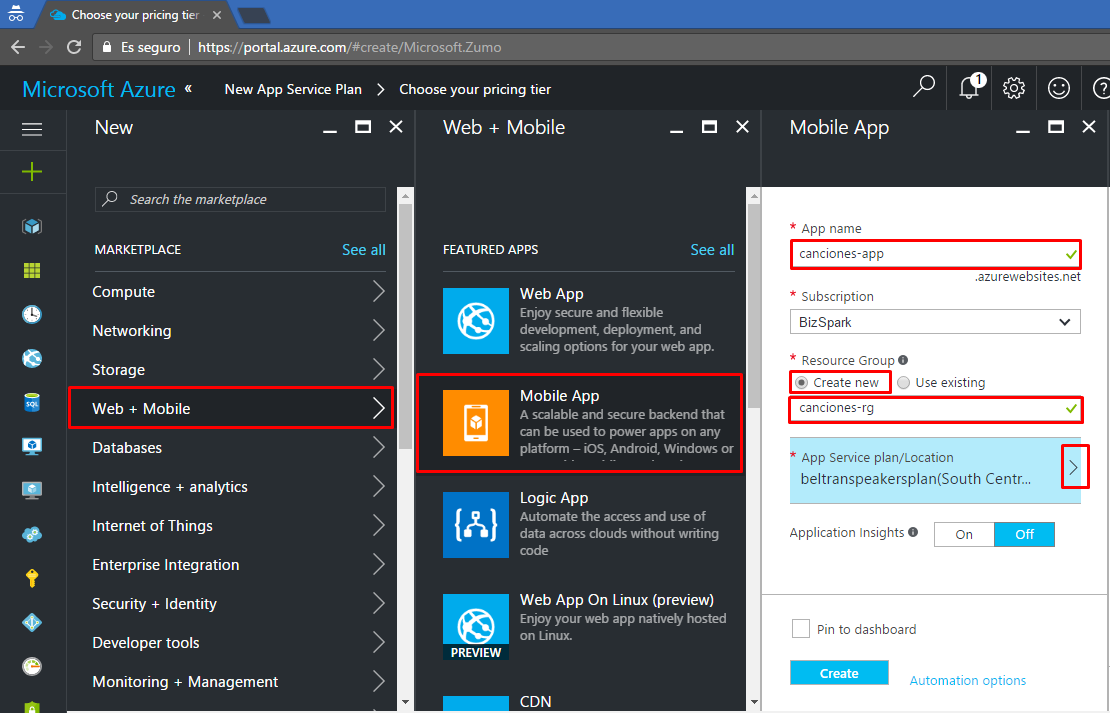 Choose your pricing tier
Es seguro
https://portal.azure.com/#create/Microsoft.Zumo
Microsoft Azure «
New App Service Plan > Choose your pricing tier
1
New
Search the marketplace
MARKETPLACE
See all
Compute
Networking
Storage
Web + Mobile
Databases
Intelligence + analytics
Internet of Things
Enterprise Integration
Security + Identity
Developer tools
Monitoring + Management
Web + Mobile
FEATURED APPS
See all
Web App
Enjoy secure and flexible
development, deployment, and
scaling options for your web app.
Mobile App
A scalable and secure backend that
can be used to power apps on any
platform – iOS, Android, Windows or
Logic App
Automate the access and use of
data across clouds without writing
code
Web App On Linux (preview)
Enjoy your web app natively hosted
on Linux.
PREVIEW
CDN
SQL
Mobile App
* App name
canciones-app
.azurewebsites.net
* Subscription
BizSpark
* Resource Group
Create new
Use existing
canciones-rg
* App Service plan/Location
beltranspeakersplan(South Centr...
Application Insights
On
Off
Pin to dashboard
Create
Automation options